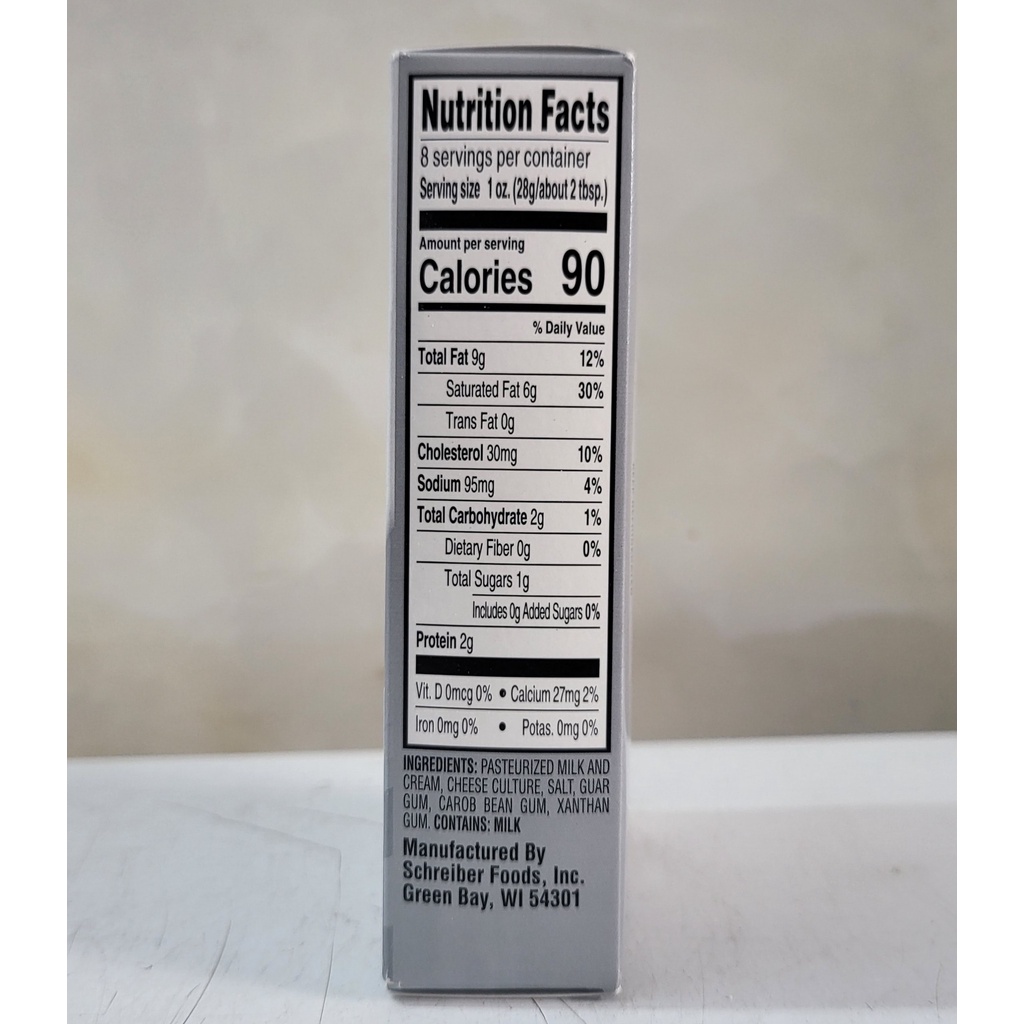 Nutrition Facts
8 servings per container
Serving size 1 oz. (28g/about 2 tbsp.)
Amount per serving
Calories 90
% Daily Value
Total Fat 9g 12%
Saturated Fat 6g 30%
Trans Fat 0g
Cholesterol 30mg 10%
Sodium 95mg 4%
Total Carbohydrate 2g 1%
Dietary Fiber 0g 0%
Total Sugars 1g
Includes 0g Added Sugars 0%
Protein 2g
Vit. D 0mcg 0% • Calcium 27mg 2%
Iron 0mg 0% • Potas. 0mg 0%
INGREDIENTS: PASTEURIZED MILK AND
CREAM, CHEESE CULTURE, SALT, GUAR
GUM, CAROB BEAN GUM, XANTHAN
GUM. CONTAINS: MILK
Manufactured By
Schreiber Foods, Inc.
Green Bay, WI 54301